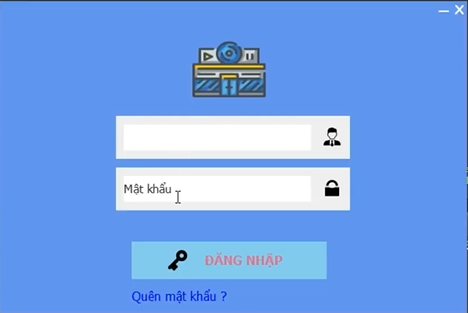 Mật khẩu
ĐĂNG NHẬP
Quên mật khẩu ?